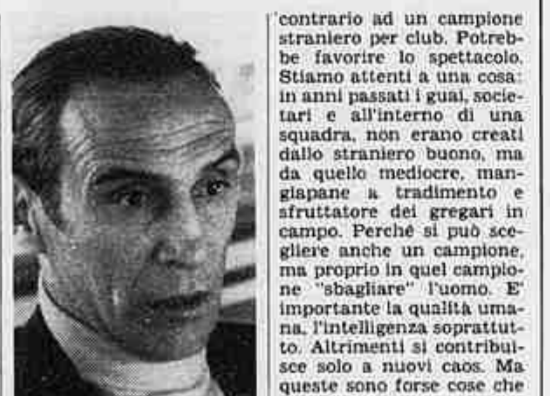 contrario ad un campione
straniero per club. Potreb-
be favorire lo spettacolo.
Stiamo attenti a una cosa:
in anni passati i guai, socie-
tari e all'interno di una
squadra, non erano creati
dallo straniero buono, ma
da quello mediocre, man-
giapane a tradimento e
sfruttatore dei gregari in
campo. Perché si può sce-
gliere anche un campione,
ma proprio in quel campio-
ne "sbagliare" l'uomo. E'
importante la qualità uma-
na, l'intelligenza soprattut-
to. Altrimenti si contribui-
sce solo a nuovi caos. Ma
queste sono forse cose che